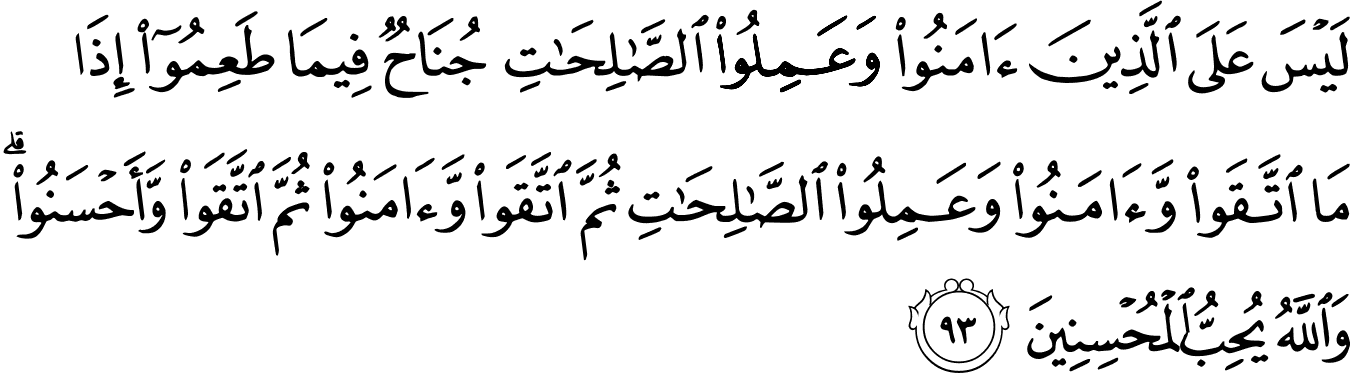 لَيْسَ عَلَى ٱلَّذِينَ ءَامَنُوا۟ وَعَمِلُوا۟ ٱلصَّـٰلِحَـٰتِ جُنَاحٌ فِيمَا طَعِمُوٓا۟ إِذَا
مَا ٱتَّقَوا۟ وَّءَامَنُوا۟ وَعَمِلُوا۟ ٱلصَّـٰلِحَـٰتِ ثُمَّ ٱتَّقَوا۟ وَّءَامَنُوا۟ ثُمَّ ٱتَّقَوا۟ وَّأَحْسَنُوا۟ ۗ
وَٱللَّهُ يُحِبُّ ٱلْمُحْسِنِينَ ٩٣